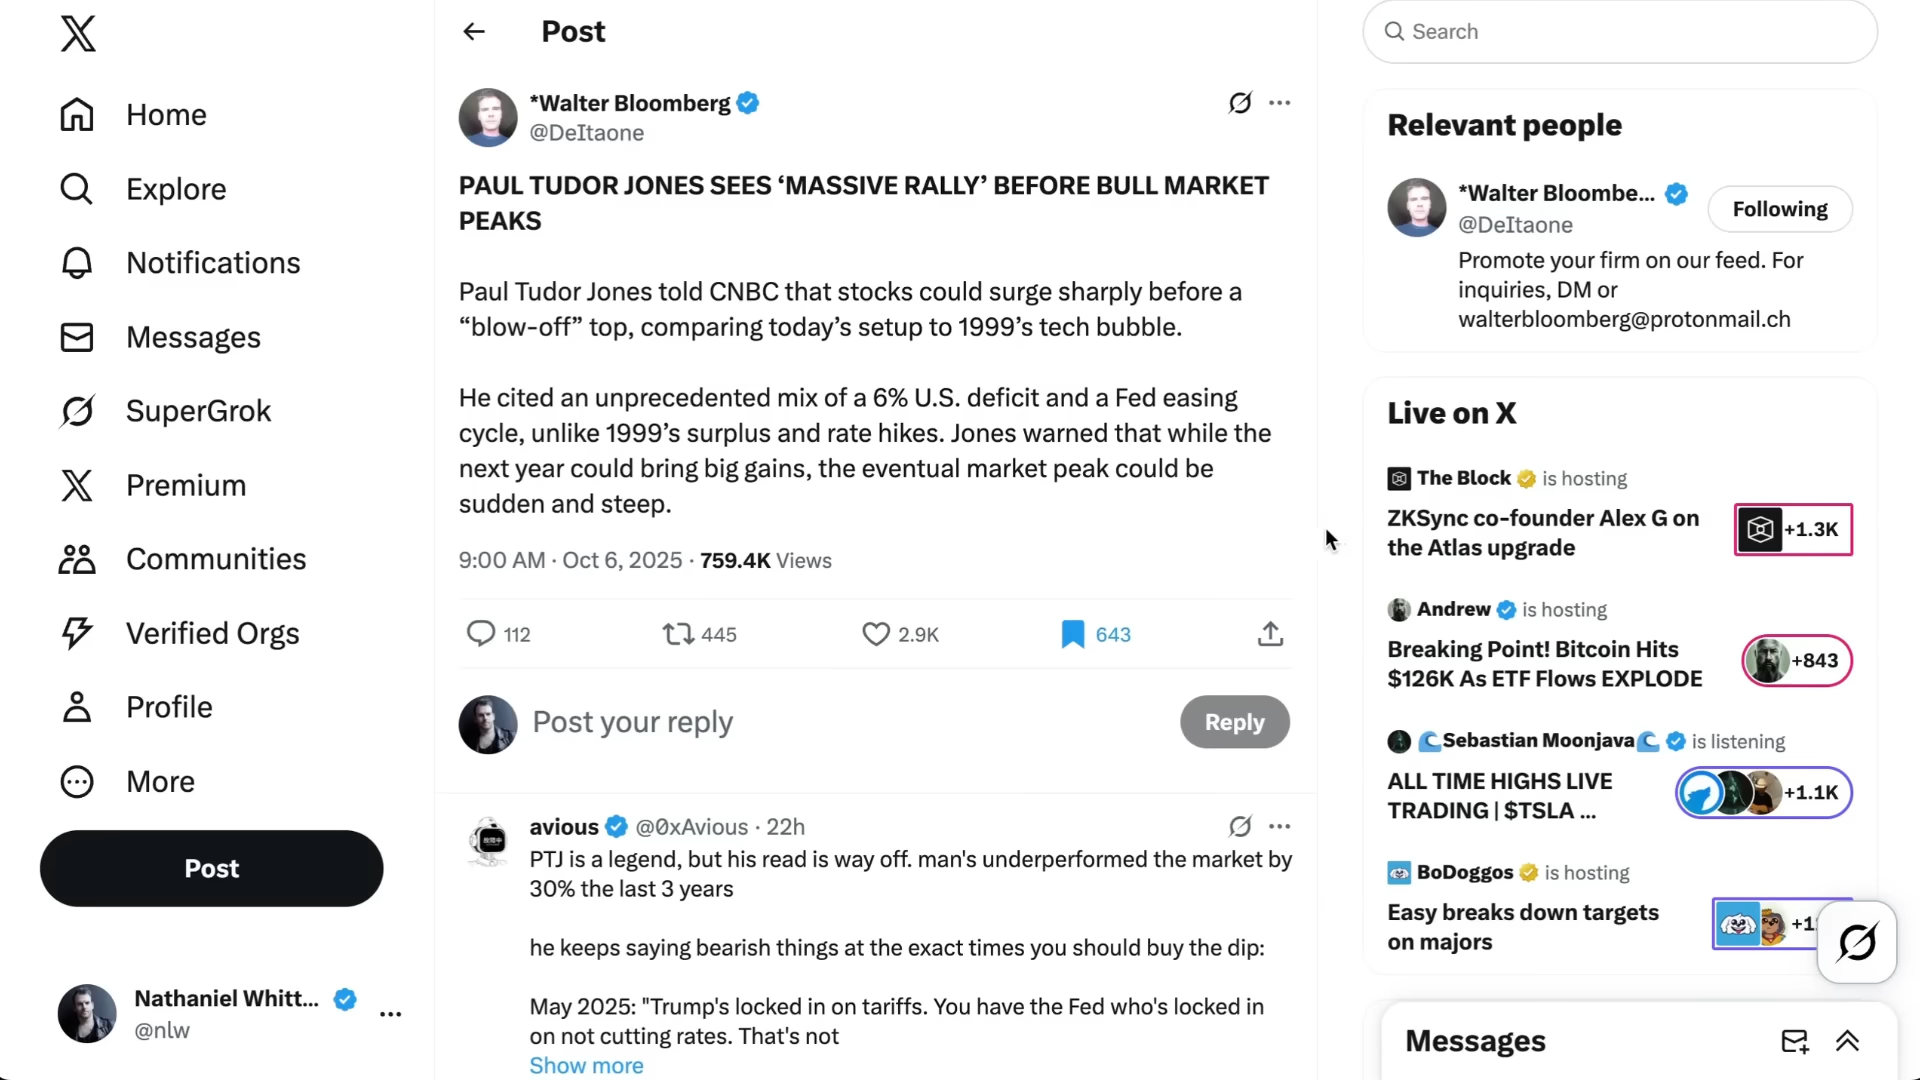 Home
Explore
Notifications
Messages
SuperGrok
Premium
Communities
Verified Orgs
Profile
More
Post
Nathaniel Whitt...
@nlw
Post
*Walter Bloomberg
@DeItaone
PAUL TUDOR JONES SEES ‘MASSIVE RALLY’ BEFORE BULL MARKET
PEAKS
Paul Tudor Jones told CNBC that stocks could surge sharply before a
“blow-off” top, comparing today’s setup to 1999’s tech bubble.
He cited an unprecedented mix of a 6% U.S. deficit and a Fed easing
cycle, unlike 1999’s surplus and rate hikes. Jones warned that while the
next year could bring big gains, the eventual market peak could be
sudden and steep.
9:00 AM · Oct 6, 2025 · 759.4K Views
112 445 2.9K 643
Post your reply
Reply
avious @0xAvious · 22h
PTJ is a legend, but his read is way off. man's underperformed the market by
30% the last 3 years
he keeps saying bearish things at the exact times you should buy the dip:
May 2025: "Trump's locked in on tariffs. You have the Fed who's locked in
on not cutting rates. That's not
Show more
Search
Relevant people
*Walter Bloombe...
@DeItaone
Following
Promote your firm on our feed. For
inquiries, DM or
walterbloomberg@protonmail.ch
Live on X
The Block is hosting
ZKSync co-founder Alex G on
the Atlas upgrade
+1.3K
Andrew is hosting
Breaking Point! Bitcoin Hits
$126K As ETF Flows EXPLODE
+843
Sebastian Moonjava is listening
ALL TIME HIGHS LIVE
TRADING | $TSLA ...
+1.1K
BoDoggos is hosting
Easy breaks down targets
on majors
Messages